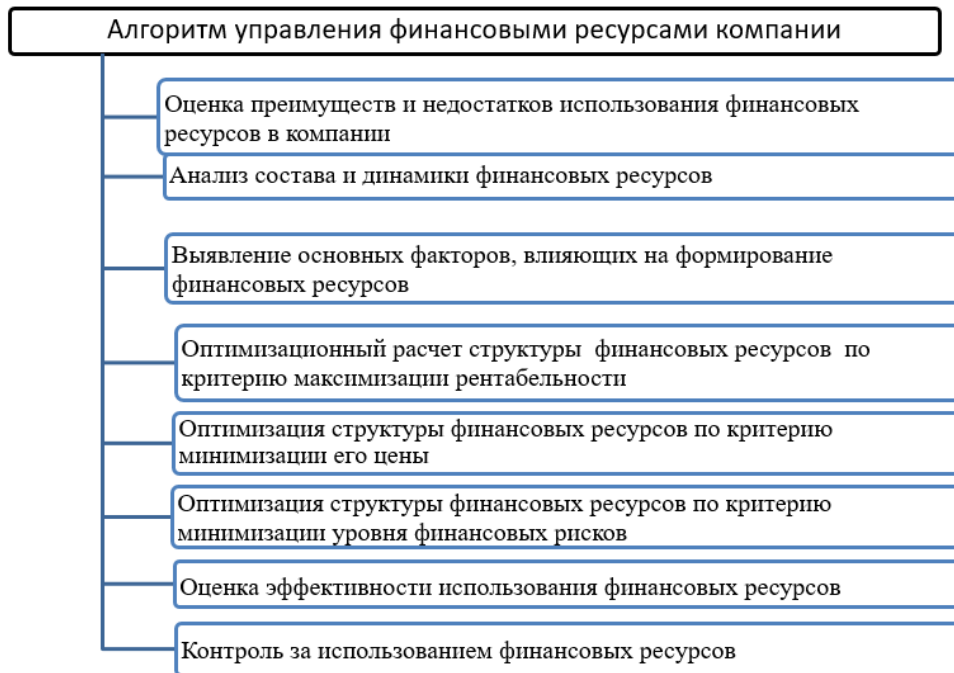 Алгоритм управления финансовыми ресурсами компании
Оценка преимуществ и недостатков использования финансовых
ресурсов в компании
Анализ состава и динамики финансовых ресурсов
Выявление основных факторов, влияющих на формирование
финансовых ресурсов
Оптимизационный расчет структуры финансовых ресурсов по
критерию максимизации рентабельности
Оптимизация структуры финансовых ресурсов по критерию
минимизации его цены
Оптимизация структуры финансовых ресурсов по критерию
минимизации уровня финансовых рисков
Оценка эффективности использования финансовых ресурсов
Контроль за использованием финансовых ресурсов